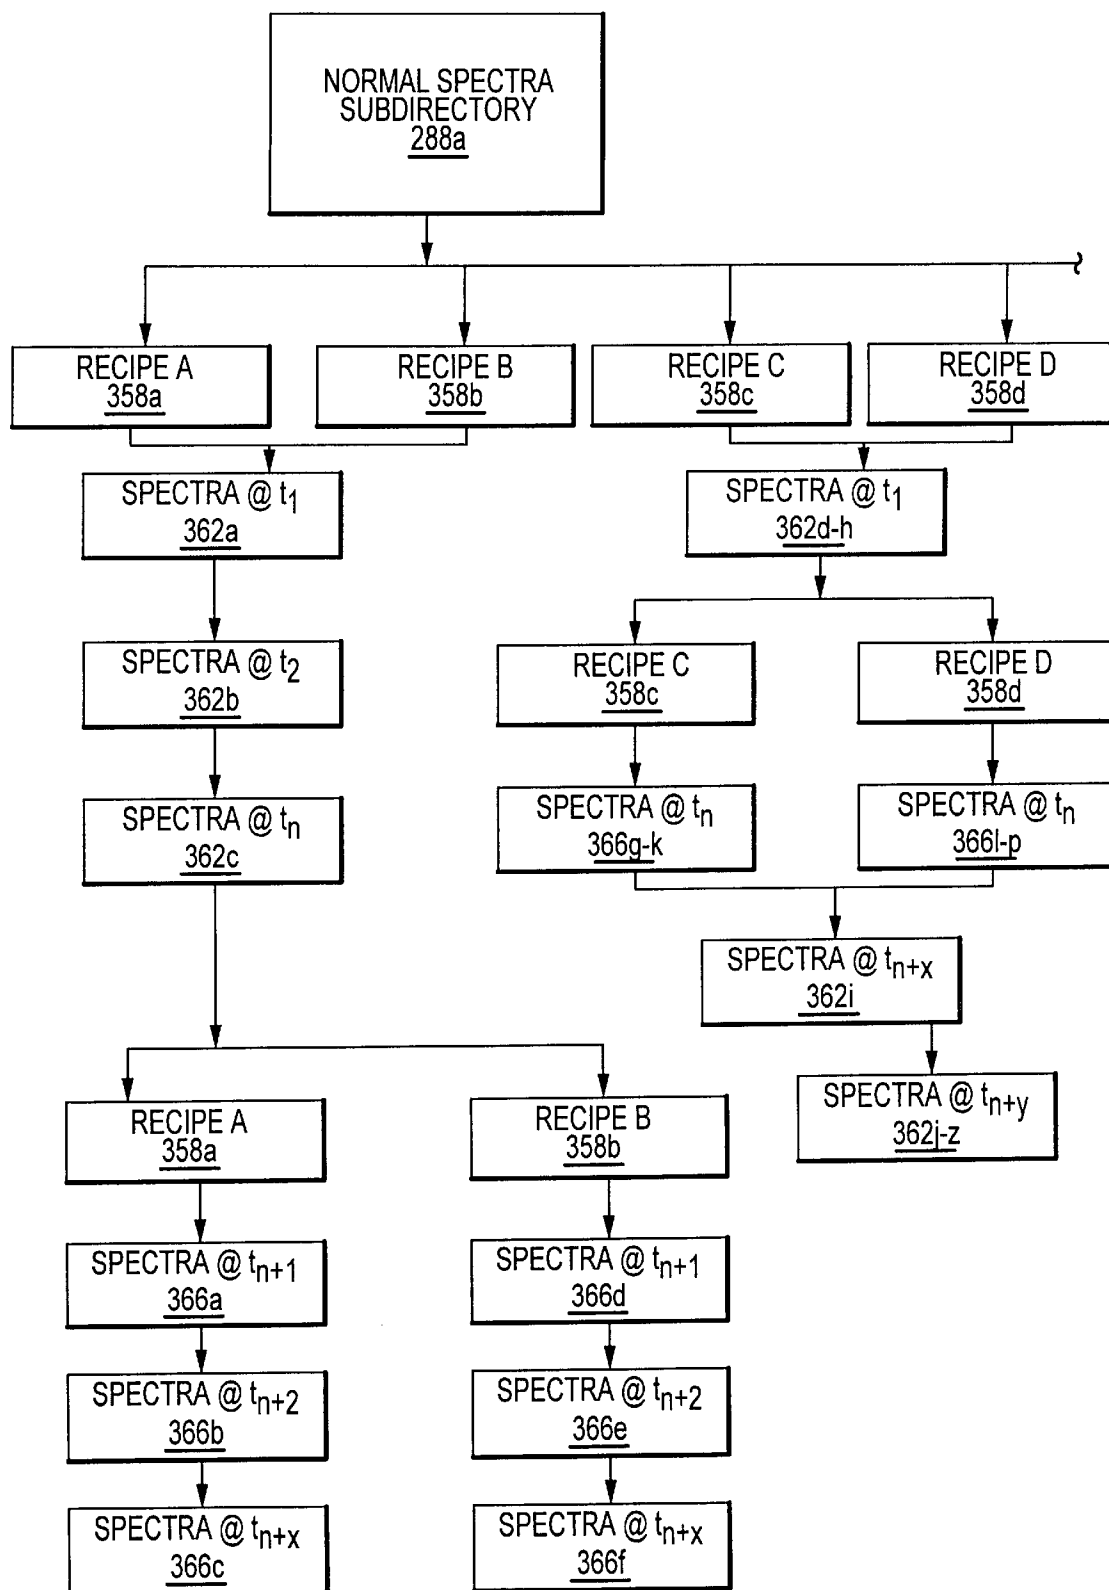 NORMAL SPECTRA
SUBDIRECTORY
288a
RECIPE A
358a
RECIPE B
358b
RECIPE C
358c
RECIPE D
358d
SPECTRA @ t1
362a
SPECTRA @ t1
362d-h
SPECTRA @ t2
362b
RECIPE C
358c
RECIPE D
358d
SPECTRA @ tn
362c
SPECTRA @ tn
366g-k
SPECTRA @ tn
366l-p
SPECTRA @ tn+x
362i
SPECTRA @ tn+y
362j-z
RECIPE A
358a
RECIPE B
358b
SPECTRA @ tn+1
366a
SPECTRA @ tn+1
366d
SPECTRA @ tn+2
366b
SPECTRA @ tn+2
366e
SPECTRA @ tn+x
366c
SPECTRA @ tn+x
366f